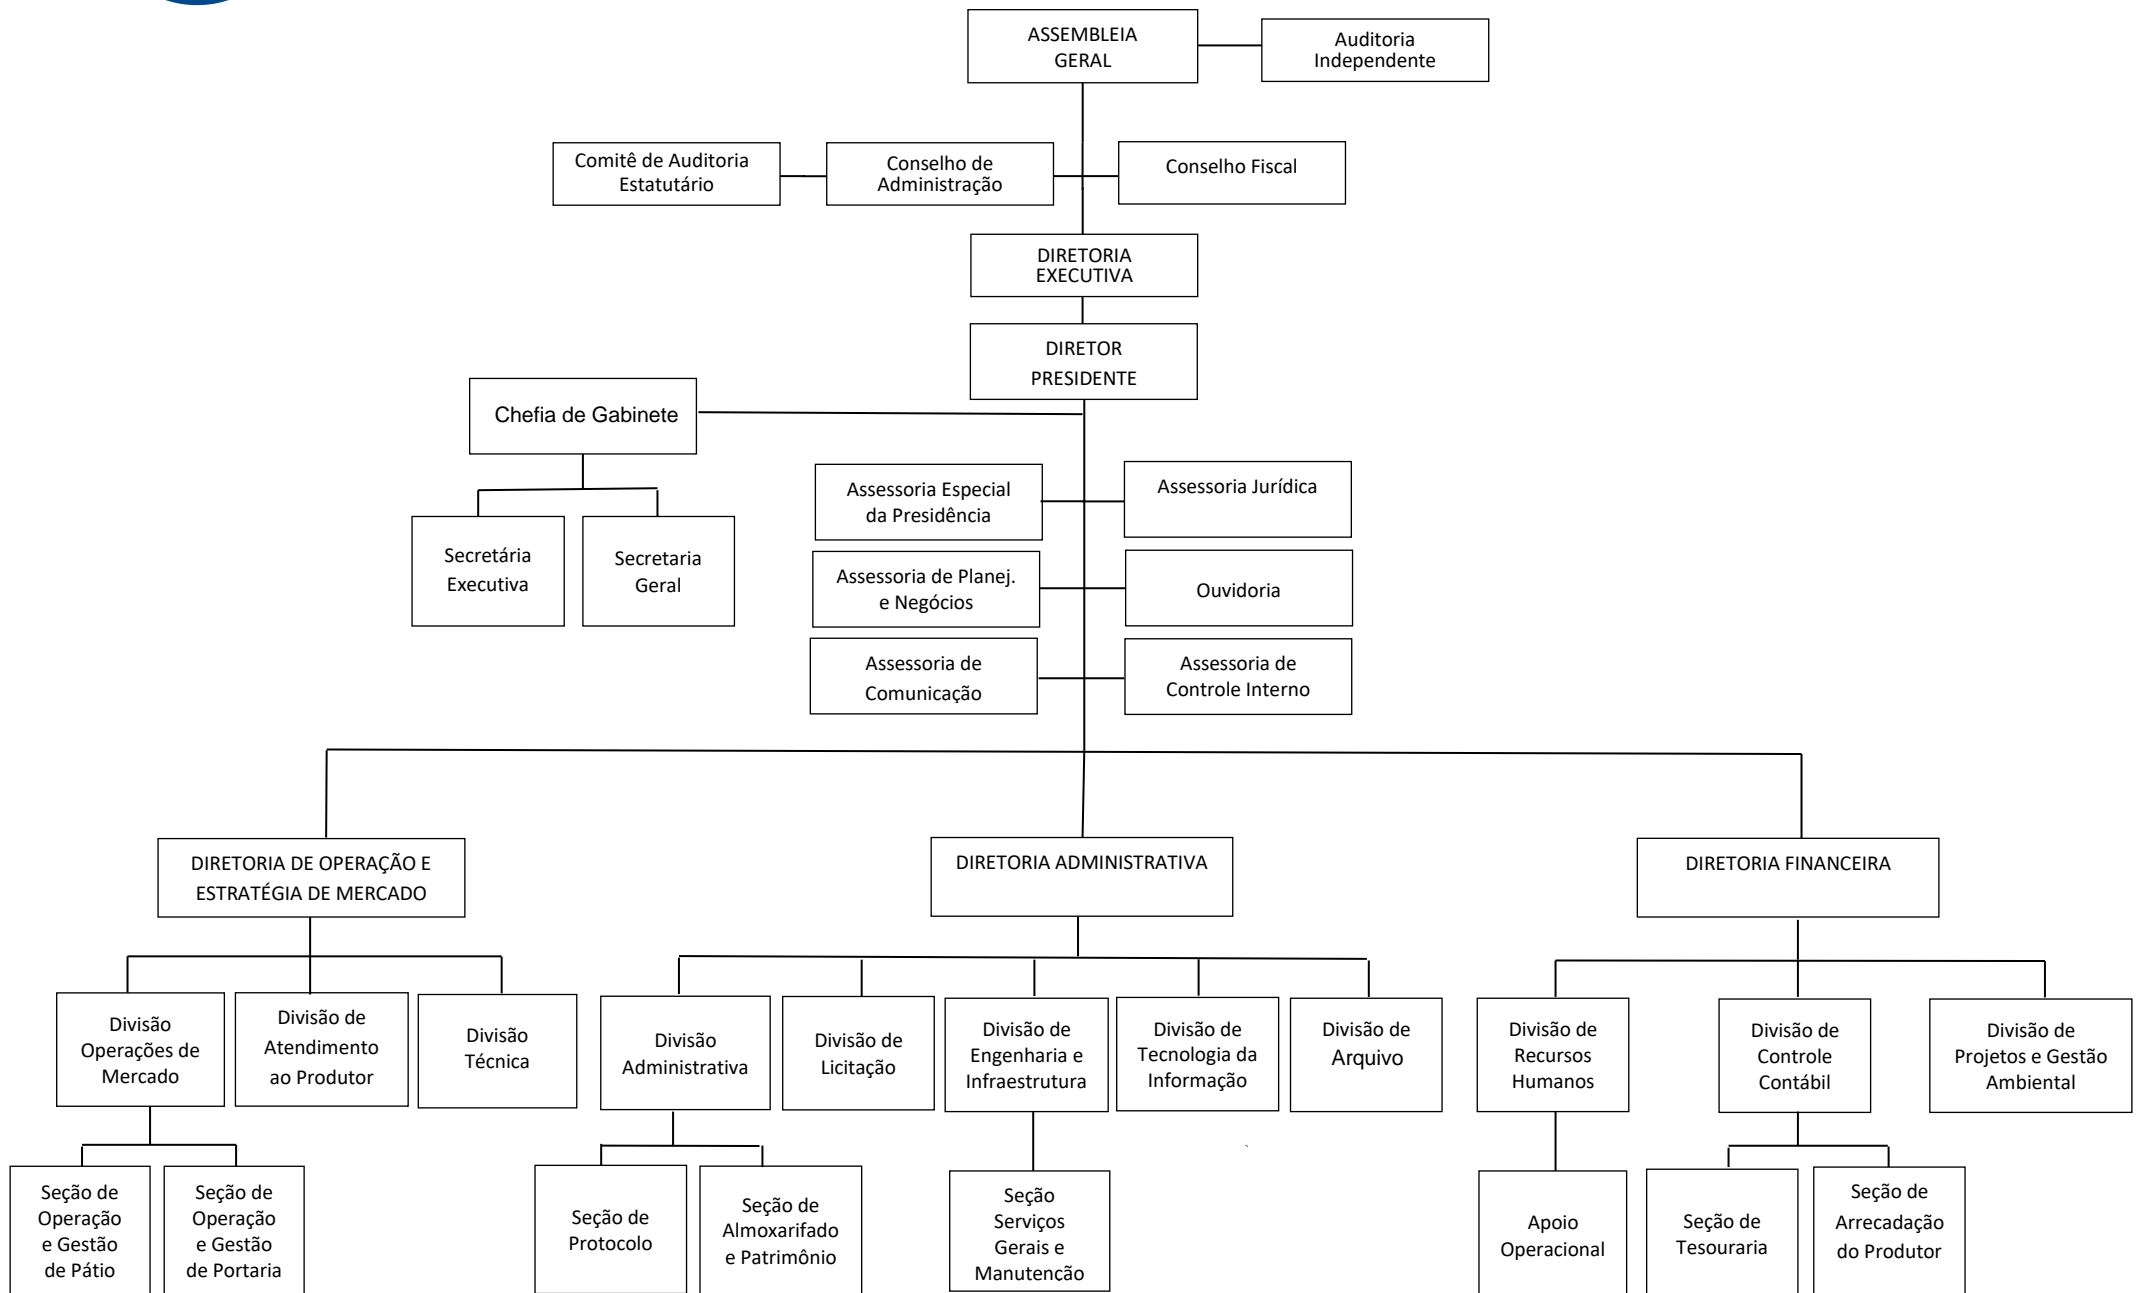 ASSEMBLEIA
GERAL
Auditoria
Independente
Comitê de Auditoria
Estatutário
Conselho de
Administração
Conselho Fiscal
DIRETORIA
EXECUTIVA
DIRETOR
PRESIDENTE
Chefia de Gabinete
Secretária
Executiva
Secretaria
Geral
Assessoria Especial
da Presidência
Assessoria Jurídica
Assessoria de Planej.
e Negócios
Ouvidoria
Assessoria de
Comunicação
Assessoria de
Controle Interno
DIRETORIA DE OPERAÇÃO E
ESTRATÉGIA DE MERCADO
DIRETORIA ADMINISTRATIVA
DIRETORIA FINANCEIRA
Divisão
Operações de
Mercado
Divisão de
Atendimento
ao Produtor
Divisão
Técnica
Divisão
Administrativa
Divisão de
Licitação
Divisão de
Engenharia e
Infraestrutura
Divisão de
Tecnologia da
Informação
Divisão de
Arquivo
Divisão de
Recursos
Humanos
Divisão de
Controle
Contábil
Divisão de
Projetos e Gestão
Ambiental
Seção de
Operação
e Gestão
de Pátio
Seção de
Operação
e Gestão
de Portaria
Seção de
Protocolo
Seção de
Almoxarifado
e Patrimônio
Seção
Serviços
Gerais e
Manutencão
Apoio
Operacional
Seção de
Tesouraria
Seção de
Arrecadação
do Produtor